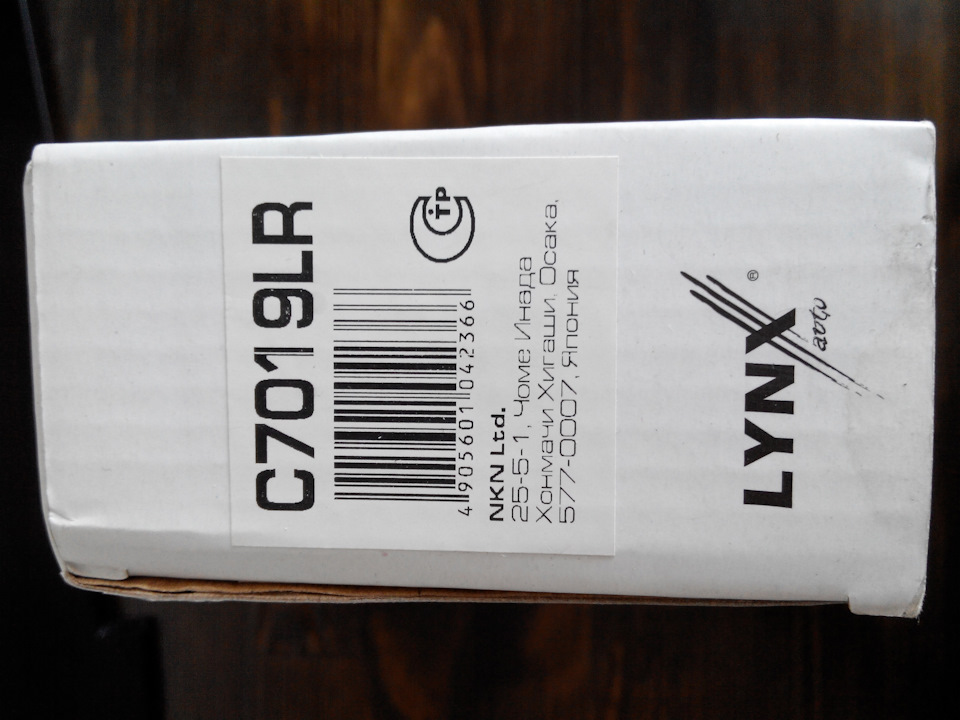 C7019LR
ТР
4 905601 042366
NKN Ltd.
25-5-1, Чоме Инада
Хонмачи Хигаши, Осака,
577-0007, Япония
LYNX®
auto